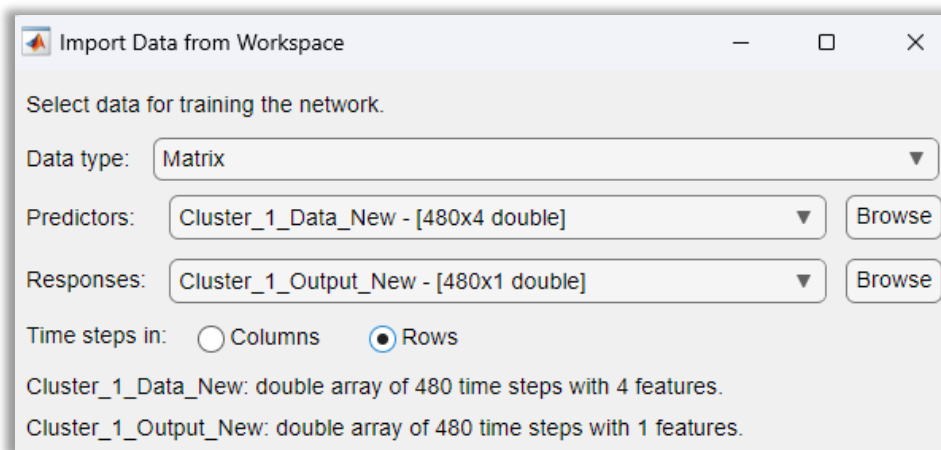 Import Data from Workspace
Select data for training the network.
Data type: Matrix
Predictors: Cluster_1_Data_New - [480x4 double] Browse
Responses: Cluster_1_Output_New - [480x1 double] Browse
Time steps in: Columns Rows
Cluster_1_Data_New: double array of 480 time steps with 4 features.
Cluster_1_Output_New: double array of 480 time steps with 1 features.